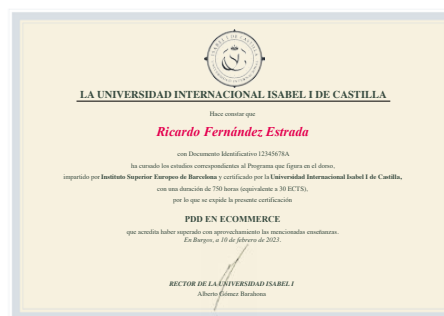 ISABEL I DE CASTILLA
LA UNIVERSIDAD INTERNACIONAL ISABEL I DE CASTILLA
Hace constar que
Ricardo Fernández Estrada
con Documento Identificativo 12345678A
ha cursado los estudios correspondientes al Programa que figura en el dorso,
impartido por Instituto Superior Europeo de Barcelona y certificado por la Universidad Internacional Isabel I de Castilla,
con una duración de 750 horas (equivalente a 30 ECTS),
por lo que se expide la presente certificación
PDD EN ECOMMERCE
que acredita haber superado con aprovechamiento las mencionadas enseñanzas.
En Burgos, a 10 de febrero de 2023.
RECTOR DE LA UNIVERSIDAD ISABEL I
Alberto Gómez Barahona